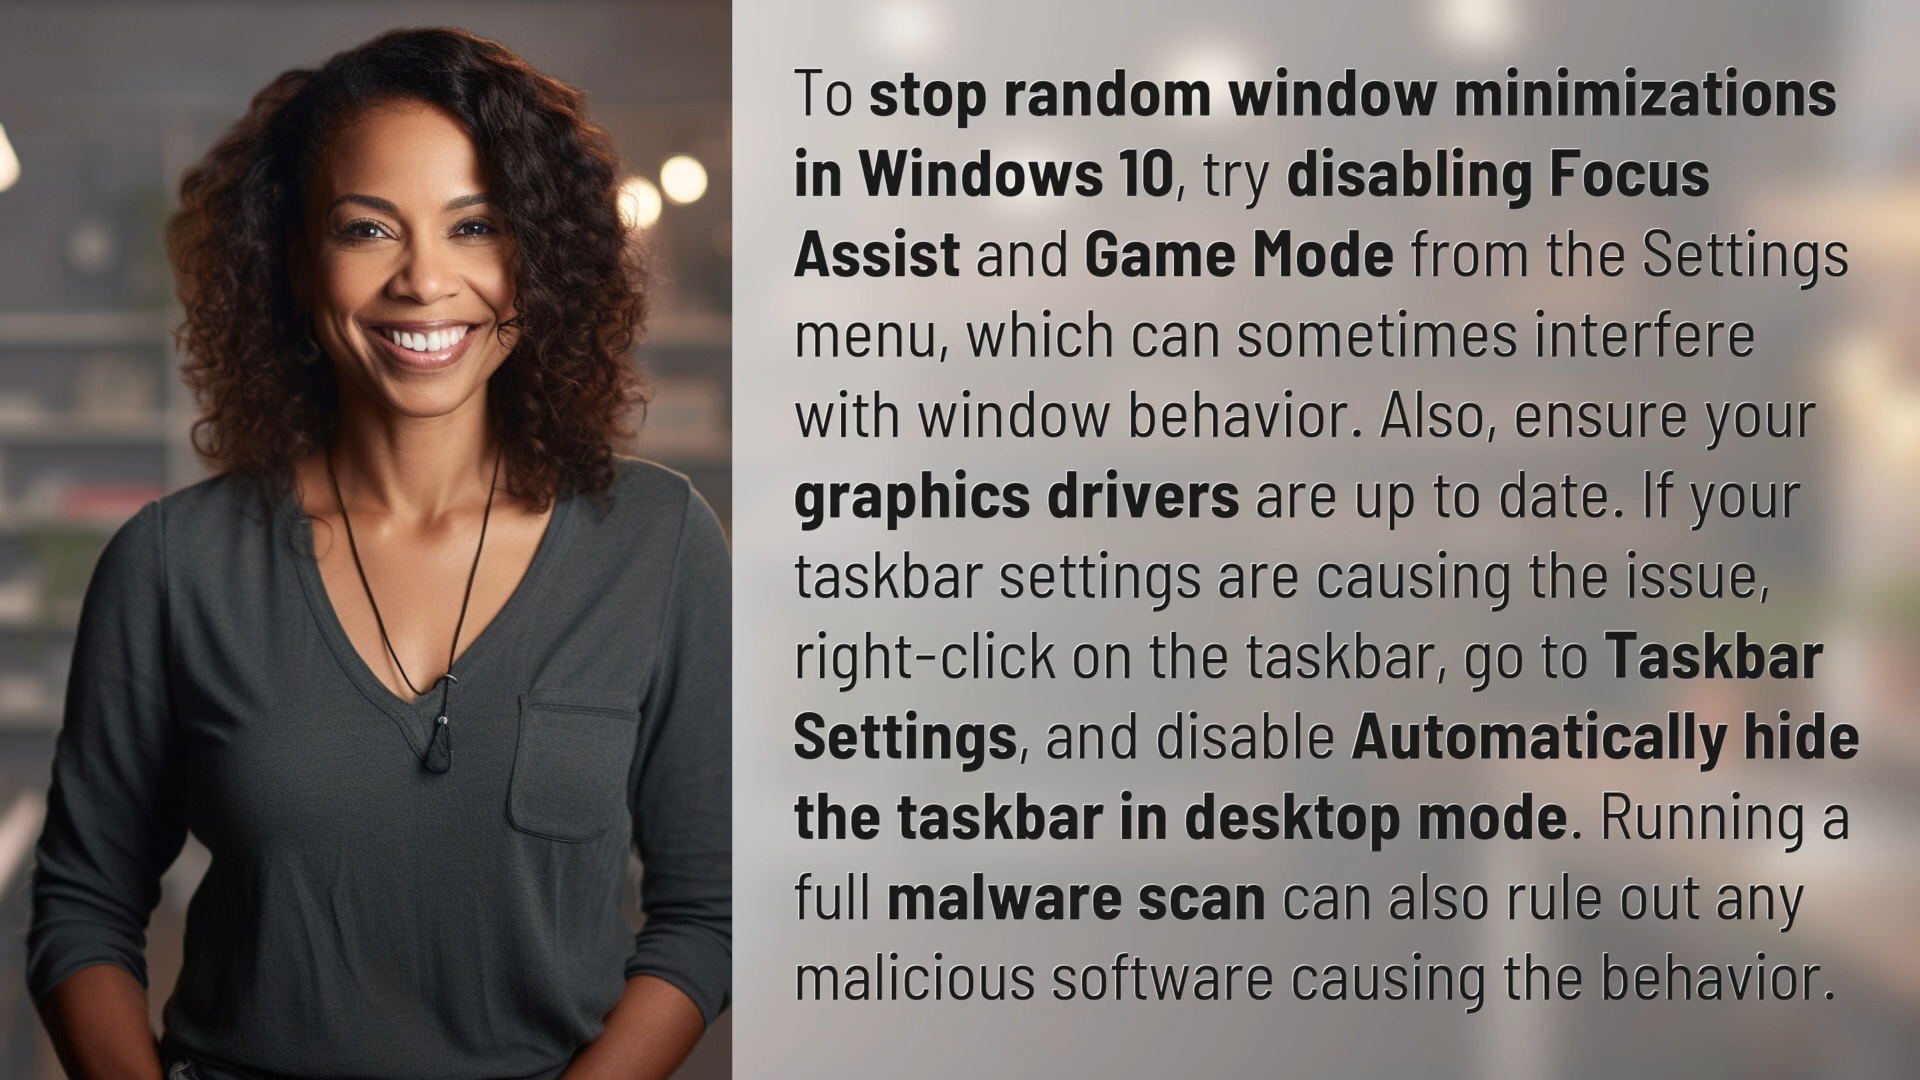 To stop random window minimizations
in Windows 10, try disabling Focus
Assist and Game Mode from the Settings
menu, which can sometimes interfere
with window behavior. Also, ensure your
graphics drivers are up to date. If your
taskbar settings are causing the issue,
right-click on the taskbar, go to Taskbar
Settings, and disable Automatically hide
the taskbar in desktop mode. Running a
full malware scan can also rule out any
malicious software causing the behavior.